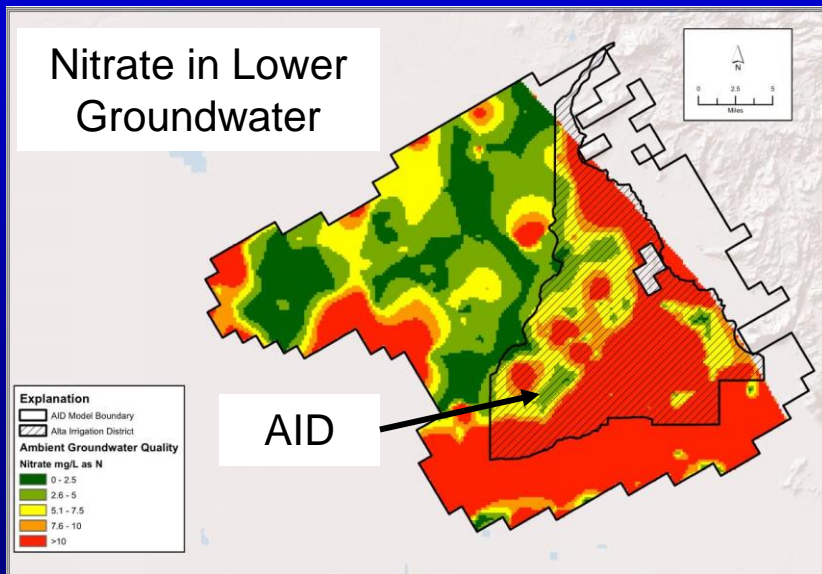 Nitrate in Lower
Groundwater
N
0 2.5 5
Miles
AID
Explanation
AID Model Boundary
Alta Irrigation District
Ambient Groundwater Quality
Nitrate mg/L as N
0 - 2.5
2.6 - 5
5.1 - 7.5
7.6 - 10
>10